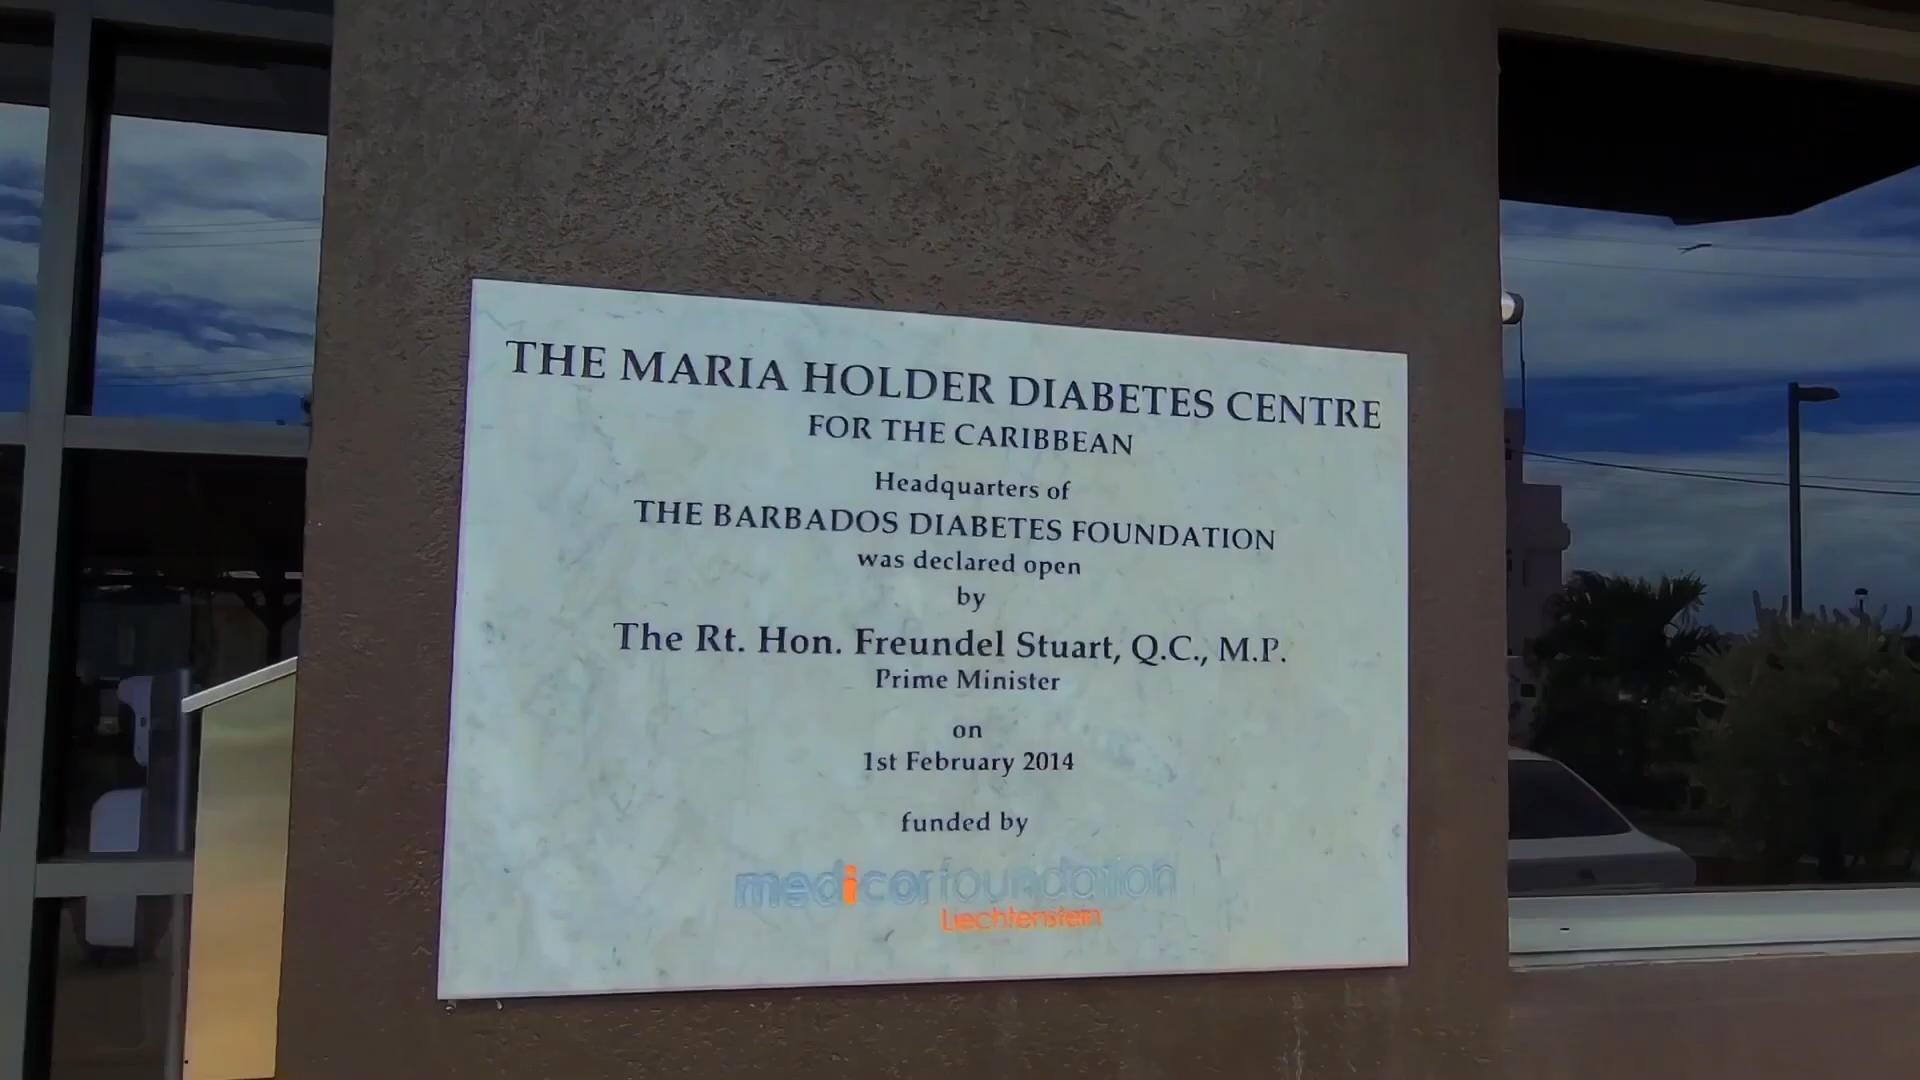 THE MARIA HOLDER DIABETES CENTRE
FOR THE CARIBBEAN
Headquarters of
THE BARBADOS DIABETES FOUNDATION
was declared open
by
The Rt. Hon. Freundel Stuart, Q.C., M.P.
Prime Minister
on
1st February 2014
funded by
medicorfoundation
Liechtenstein